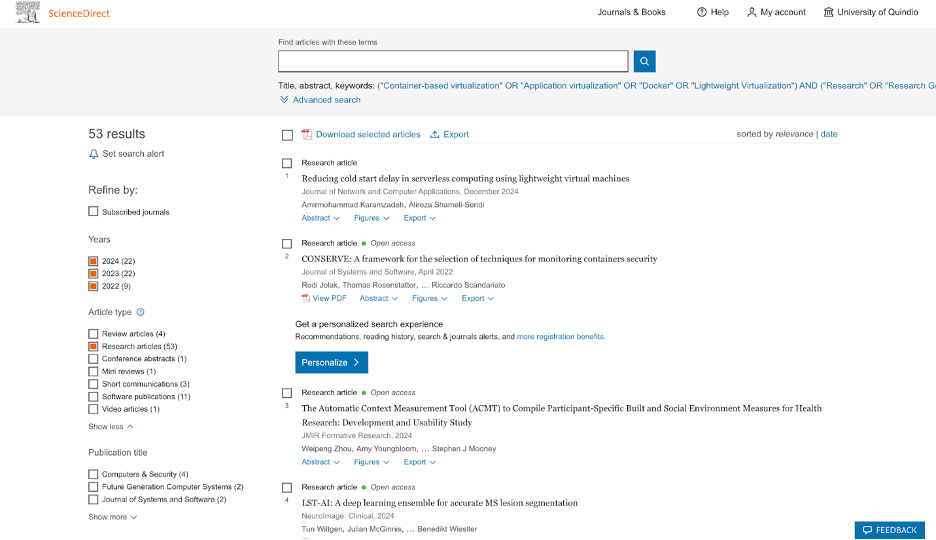 ScienceDirect
Journals & Books
Help
My account
University of Quindio
Find articles with these terms
Title, abstract, keywords: ("Container-based virtualization" OR "Application virtualization" OR "Docker" OR "Lightweight Virtualization") AND ("Research" OR "Research G
Advanced search
53 results
Set search alert
Refine by:
Subscribed journals
Years
2024 (22)
2023 (22)
2022 (9)
Article type
Review articles (4)
Research articles (53)
Conference abstracts (1)
Mini reviews (1)
Short communications (3)
Software publications (11)
Video articles (1)
Show less
Publication title
Computers & Security (4)
Future Generation Computer Systems (2)
Journal of Systems and Software (2)
Show more
Download selected articles Export
sorted by relevance | date
Research article
1
Reducing cold start delay in serverless computing using lightweight virtual machines
Journal of Network and Computer Applications, December 2024
Amirmohammad Karamzadeh, Alireza Shameli-Sendi
Abstract Figures Export
Research article Open access
2
CONSERVE: A framework for the selection of techniques for monitoring containers security
Journal of Systems and Software, April 2022
Rodi Jolak, Thomas Rosenstatter, ... Riccardo Scandariato
View PDF Abstract Figures Export
Get a personalized search experience
Recommendations, reading history, search & journals alerts, and more registration benefits.
Personalize
Research article Open access
3
The Automatic Context Measurement Tool (ACMT) to Compile Participant-Specific Built and Social Environment Measures for Health
Research: Development and Usability Study
JMIR Formative Research, 2024
Weipeng Zhou, Amy Youngbloom, ... Stephen J Mooney
Abstract Figures Export
Research article Open access
4
LST-AI: A deep learning ensemble for accurate MS lesion segmentation
NeuroImage: Clinical, 2024
Tun Wiltgen, Julian McGinnis, ... Benedikt Wiestler
FEEDBACK